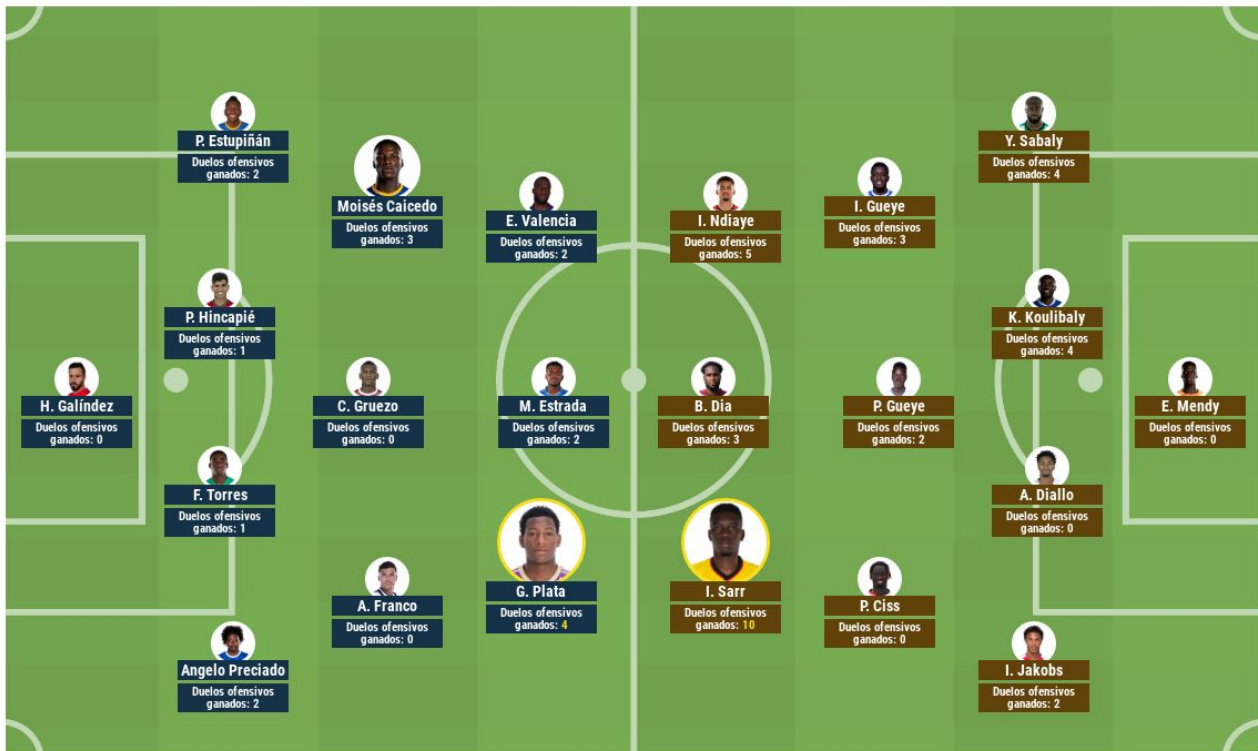 P. Estupiñán
Duelos ofensivos
ganados: 2
Moisés Caicedo
Duelos ofensivos
ganados: 3
E. Valencia
Duelos ofensivos
ganados: 2
I. Ndiaye
Duelos ofensivos
ganados: 5
I. Gueye
Duelos ofensivos
ganados: 3
Y. Sabaly
Duelos ofensivos
ganados: 4
P. Hincapié
Duelos ofensivos
ganados: 1
K. Koulibaly
Duelos ofensivos
ganados: 4
H. Galíndez
Duelos ofensivos
ganados: 0
C. Gruezo
Duelos ofensivos
ganados: 0
M. Estrada
Duelos ofensivos
ganados: 2
B. Dia
Duelos ofensivos
ganados: 3
P. Gueye
Duelos ofensivos
ganados: 2
E. Mendy
Duelos ofensivos
ganados: 0
F. Torres
Duelos ofensivos
ganados: 1
A. Diallo
Duelos ofensivos
ganados: 0
A. Franco
Duelos ofensivos
ganados: 0
G. Plata
Duelos ofensivos
ganados: 4
I. Sarr
Duelos ofensivos
ganados: 10
P. Ciss
Duelos ofensivos
ganados: 0
Angelo Preciado
Duelos ofensivos
ganados: 2
I. Jakobs
Duelos ofensivos
ganados: 2